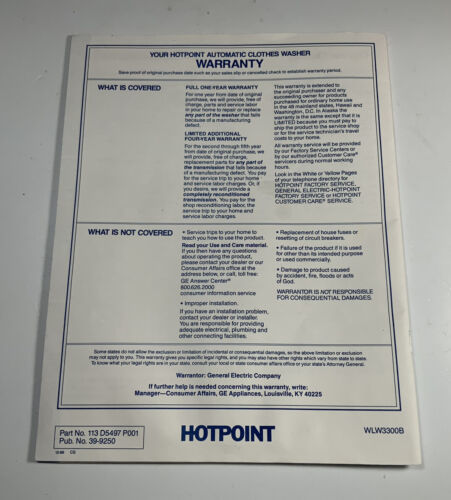 YOUR HOTPOINT AUTOMATIC CLOTHES WASHER
WARRANTY
Save proof of original purchase date such as your sales slip or cancelled check to establish warranty period.
WHAT IS COVERED
FULL ONE-YEAR WARRANTY
For one year from date of original
purchase, we will provide, free of
charge, parts and service labor
in your home to repair or replace
any part of the washer that fails
because of a manufacturing
defect.
LIMITED ADDITIONAL
FOUR-YEAR WARRANTY
For the second through fifth year
from date of original purchase, we
will provide, free of charge,
replacement parts for any part of
the transmission that fails because
of a manufacturing defect. You pay
for the service trip to your home
and service labor charges. Or, if
you desire, we will provide a
completely reconditioned
transmission. You pay for the
shop reconditioning labor, the
service trip to your home and
service labor charges.
This warranty is extended to
the original purchaser and any
succeeding owner for products
purchased for ordinary home use
in the 48 mainland states, Hawaii and
Washington, D.C. In Alaska the
warranty is the same except that it is
LIMITED because you must pay to
ship the product to the service shop
or for the service technician's travel
costs to your home.
All warranty service will be provided
by our Factory Service Centers or
by our authorized Customer Care®
servicers during normal working
hours.
Look in the White or Yellow Pages
of your telephone directory for
HOTPOINT FACTORY SERVICE,
GENERAL ELECTRIC-HOTPOINT
FACTORY SERVICE or HOTPOINT
CUSTOMER CARE® SERVICE.
WHAT IS NOT COVERED
• Service trips to your home to
teach you how to use the product.
Read your Use and Care material.
If you then have any questions
about operating the product,
please contact your dealer or our
Consumer Affairs office at the
address below, or call, toll free:
GE Answer Center®
800.626.2000
consumer information service
• Improper installation.
If you have an installation problem,
contact your dealer or installer.
You are responsible for providing
adequate electrical, plumbing and
other connecting facilities.
• Replacement of house fuses or
resetting of circuit breakers.
• Failure of the product if it is used
for other than its intended purpose
or used commercially.
• Damage to product caused
by accident, fire, floods or acts
of God.
WARRANTOR IS NOT RESPONSIBLE
FOR CONSEQUENTIAL DAMAGES.
Some states do not allow the exclusion or limitation of incidental or consequential damages, so the above limitation or exclusion
may not apply to you. This warranty gives you specific legal rights, and you may also have other rights which vary from state to state.
To know what your legal rights are in your state, consult your local or state consumer affairs office or your state's Attorney General.
Warrantor: General Electric Company
If further help is needed concerning this warranty, write:
Manager—Consumer Affairs, GE Appliances, Louisville, KY 40225
Part No. 113 D5497 P001
Pub. No. 39-9250
HOTPOINT
WLW3300B
CG